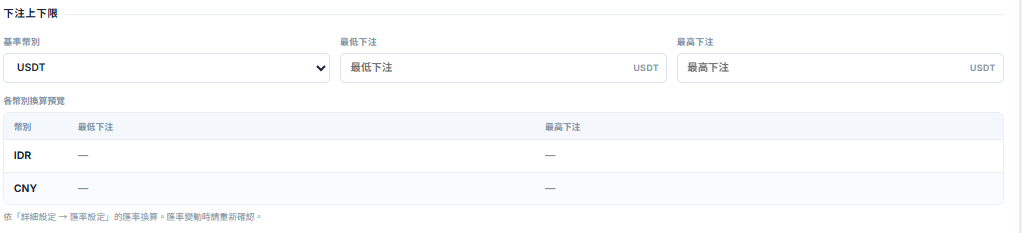 下注上下限
基準幣別 最低下注 最高下注
USDT 最低下注 USDT 最高下注 USDT
各幣別換算預覽
幣別 最低下注 最高下注
IDR — —
CNY — —
依「詳細設定 → 匯率設定」的匯率換算。匯率變動時請重新確認。